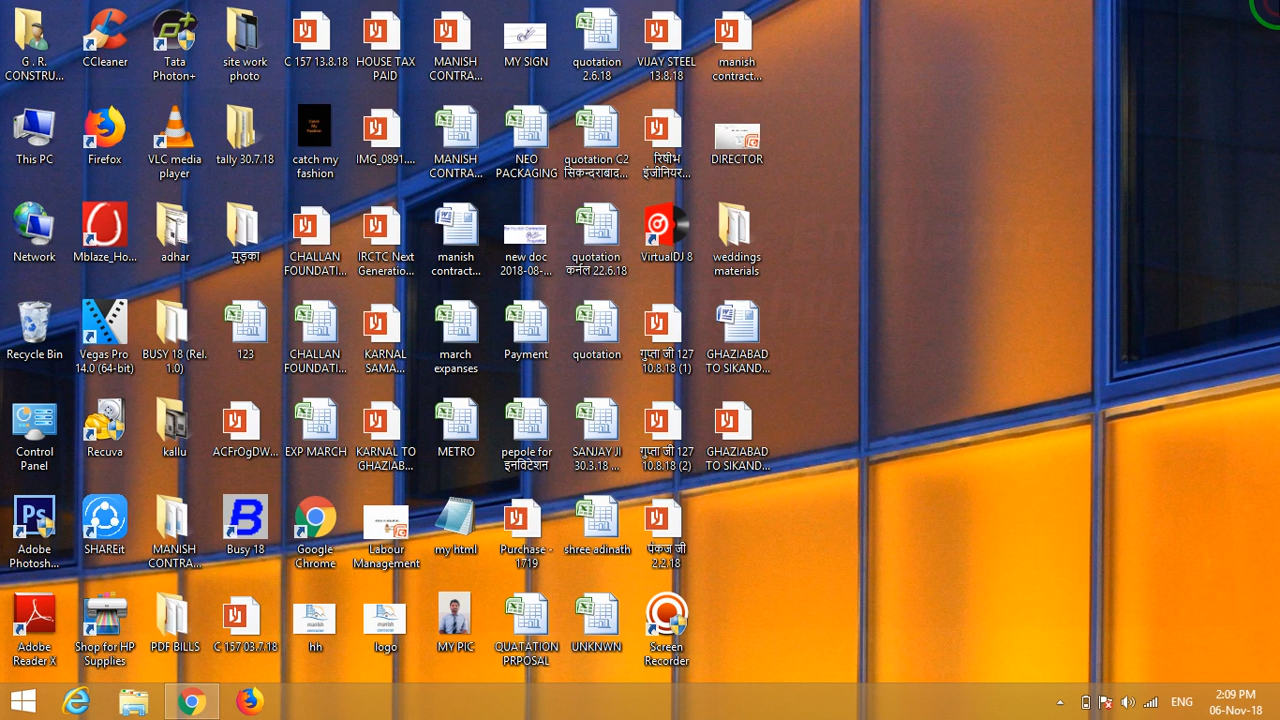 G . R.
CONSTRU...
CCleaner
Tata
Photon+
site work
photo
C 157 13.8.18
HOUSE TAX
PAID
MANISH
CONTRA...
MY SIGN
quotation
2.6.18
VIJAY STEEL
13.8.18
manish
contract...
This PC
Firefox
VLC media
player
tally 30.7.18
catch my
fashion
IMG_0891....
MANISH
CONTRA...
NEO
PACKAGING
quotation C2
सिकन्दराबाद...
रिषीभ
इंजीनियर...
DIRECTOR
Network
Mblaze_Ho...
adhar
मुड़का
CHALLAN
FOUNDATI...
IRCTC Next
Generatio...
manish
contract...
new doc
2018-08-...
quotation
कर्नल 22.6.18
VirtualDJ 8
weddings
materials
Recycle Bin
Vegas Pro
14.0 (64-bit)
BUSY 18 (Rel.
1.0)
123
CHALLAN
FOUNDATI...
KARNAL
SAMA...
march
expanses
Payment
quotation
गुप्ता जी 127
10.8.18 (1)
GHAZIABAD
TO SIKAND...
Control
Panel
Recuva
kallu
ACFrOgDW...
EXP MARCH
KARNAL TO
GHAZIAB...
METRO
pepole for
इनविटेशन
SANJAY JI
30.3.18 ...
गुप्ता जी 127
10.8.18 (2)
GHAZIABAD
TO SIKAND...
Ps
Adobe
Photosh...
SHAREit
MANISH
CONTRA...
Busy 18
Google
Chrome
Labour
Management
my html
Purchase -
1719
shree adinath
पंकज जी
2.2.18
Adobe
Reader X
Shop for HP
Supplies
PDF BILLS
C 157 03.7.18
hh
logo
MY PIC
QUATATION
PRPOSAL
UNKNWN
Screen
Recorder
ENG
2:09 PM
06-Nov-18